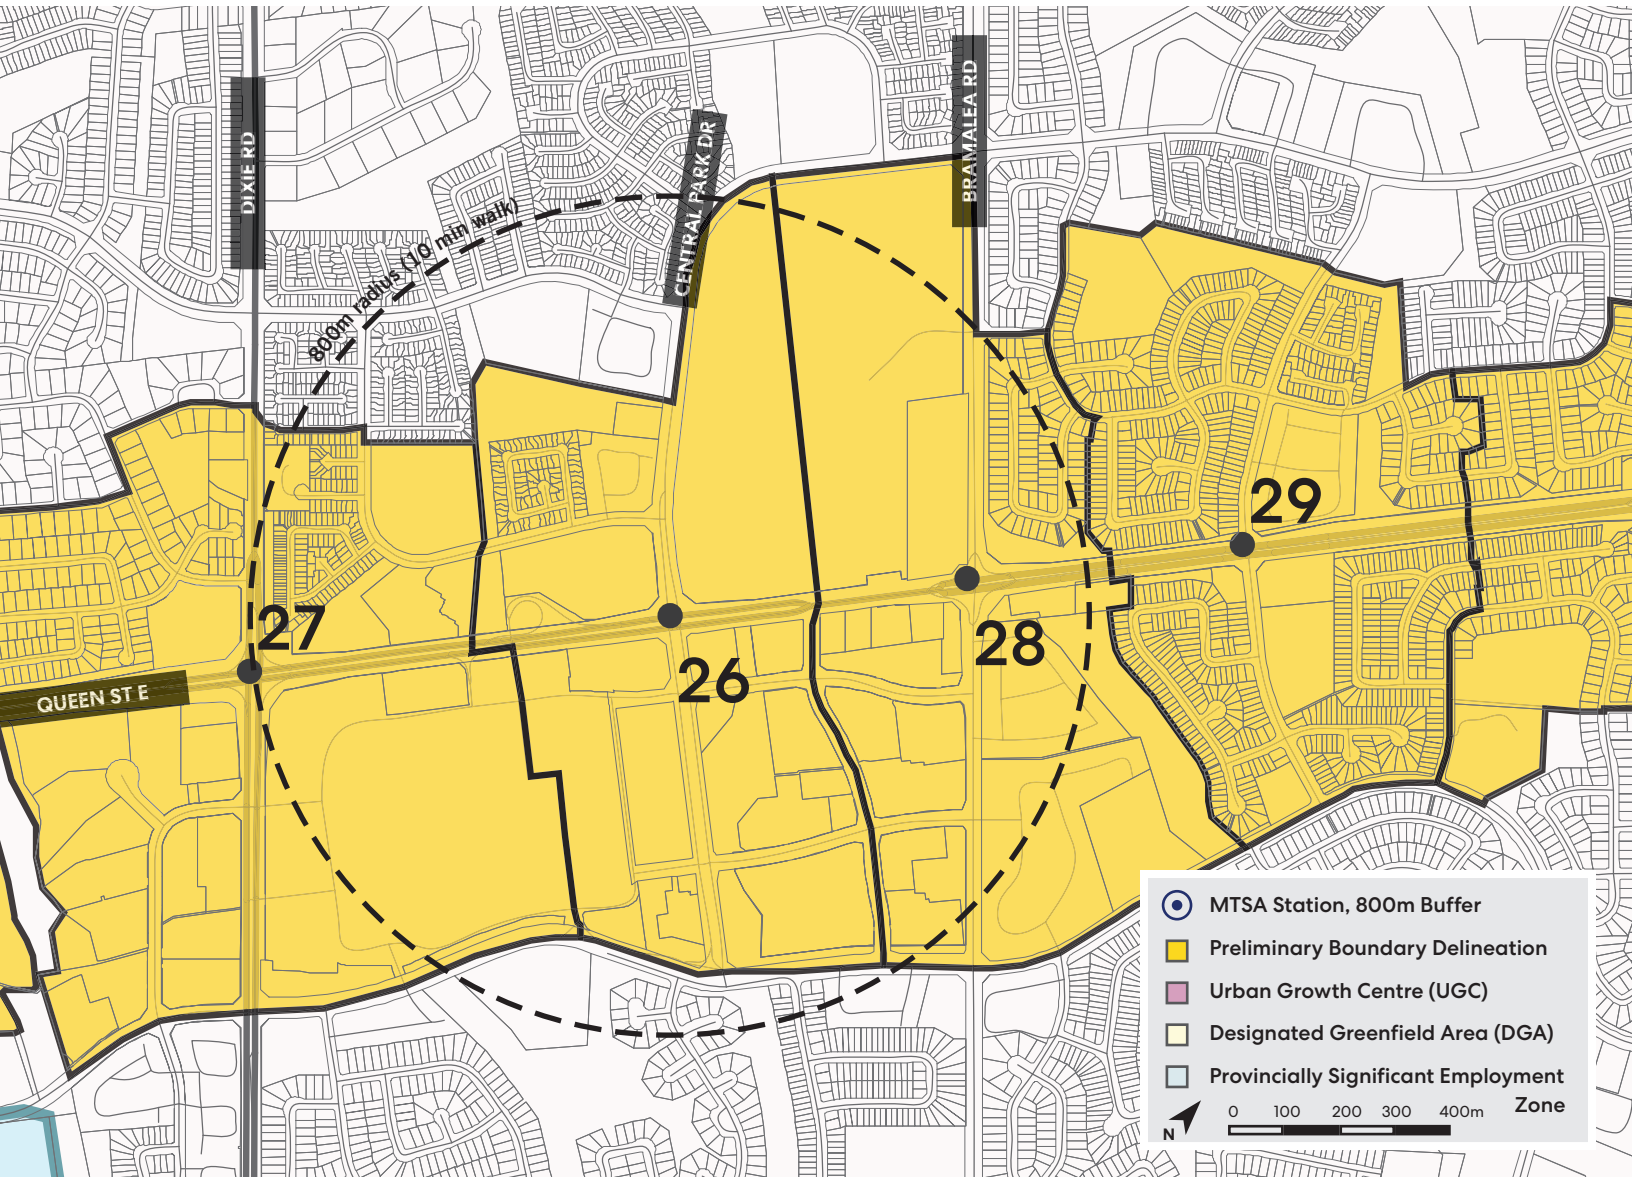 DIXIE RD
CENTRAL PARK DR
BRAMALEA RD
800m radius (10 min walk)
29
27
28
26
QUEEN ST E
MTSA Station, 800m Buffer
Preliminary Boundary Delineation
Urban Growth Centre (UGC)
Designated Greenfield Area (DGA)
Provincially Significant Employment
Zone
N
0 100 200 300 400m